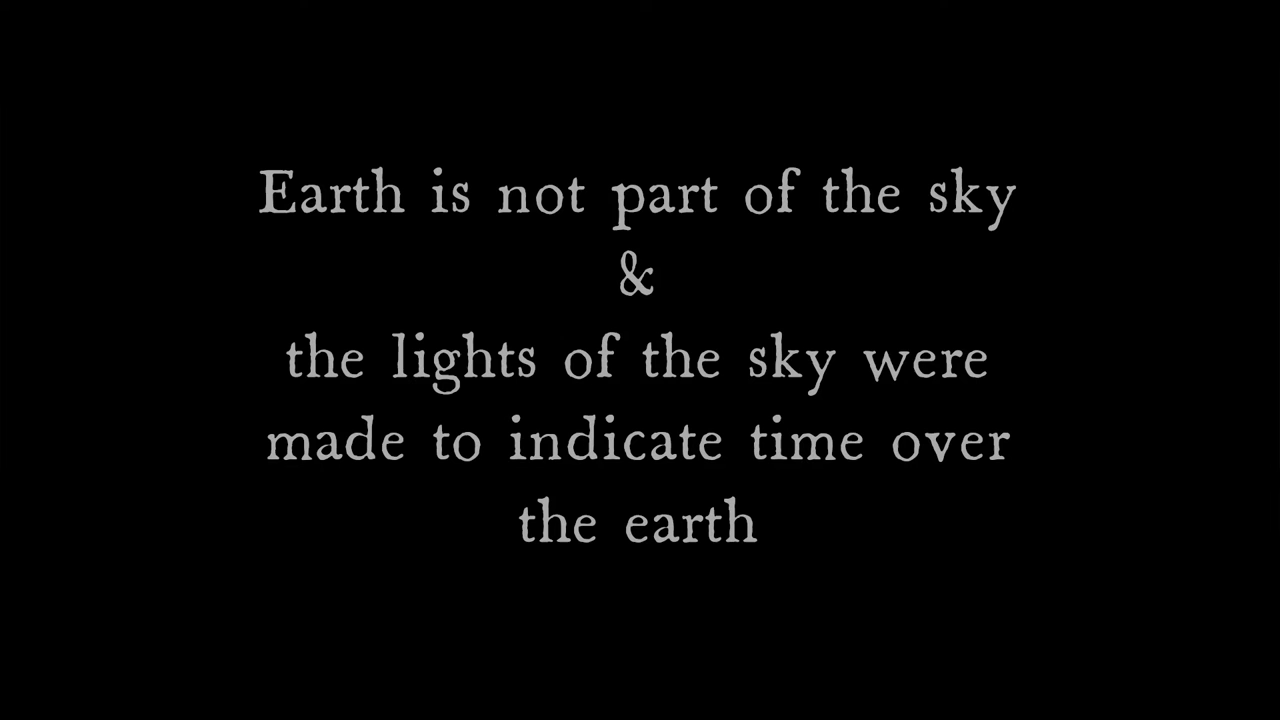 Earth is not part of the sky
&
the lights of the sky were
made to indicate time over
the earth